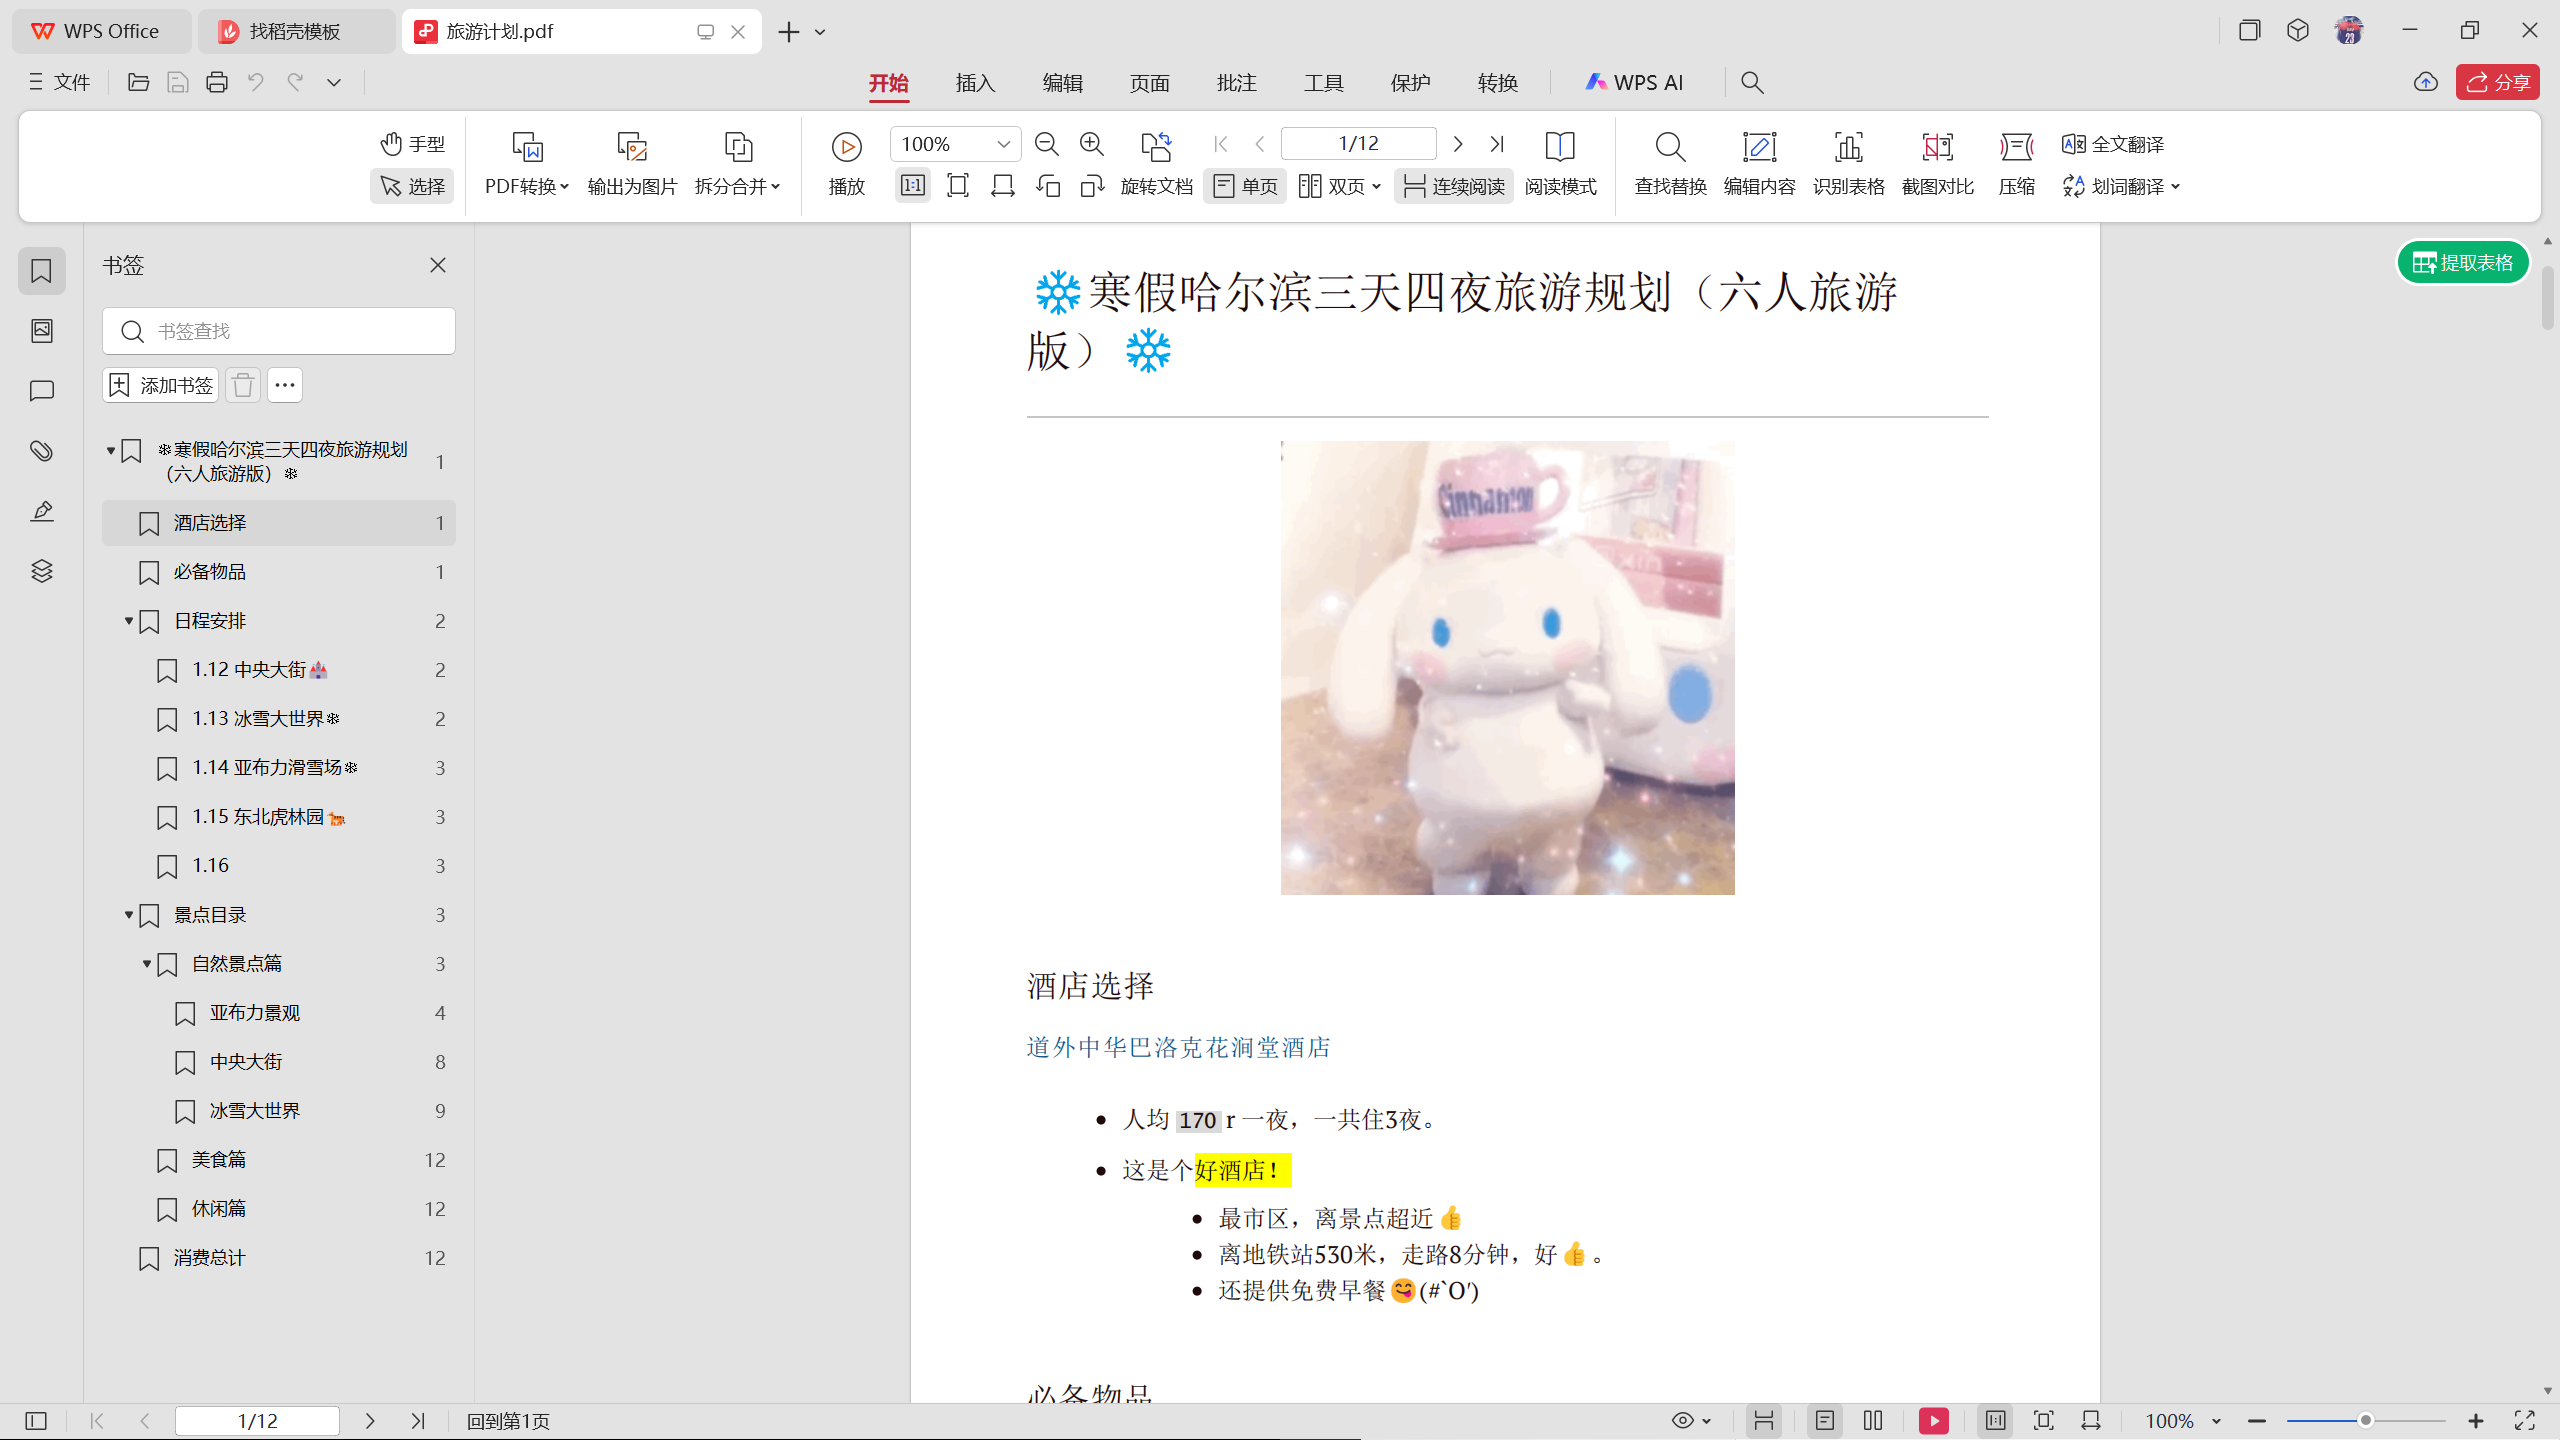 WPS Office
找稻壳模板
旅游计划.pdf
文件
开始
插入
编辑
页面
批注
工具
保护
转换
WPS AI
分享
手型
选择
PDF转换
输出为图片
拆分合并
播放
100%
旋转文档
1/12
单页
双页
连续阅读
阅读模式
查找替换
编辑内容
识别表格
截图对比
压缩
全文翻译
划词翻译
书签
书签查找
添加书签
❄寒假哈尔滨三天四夜旅游规划
（六人旅游版）❄ 1
酒店选择 1
必备物品 1
日程安排 2
1.12 中央大街🏰 2
1.13 冰雪大世界❄ 2
1.14 亚布力滑雪场❄ 3
1.15 东北虎林园🐅 3
1.16 3
景点目录 3
自然景点篇 3
亚布力景观 4
中央大街 8
冰雪大世界 9
美食篇 12
休闲篇 12
消费总计 12
提取表格
❄️寒假哈尔滨三天四夜旅游规划（六人旅游
版）❄️
Cinnamon
酒店选择
道外中华巴洛克花涧堂酒店
• 人均 170 r 一夜，一共住3夜。
• 这是个好酒店！
• 最市区，离景点超近👍
• 离地铁站530米，走路8分钟，好👍。
• 还提供免费早餐😋(#`O′)
必备物品
1/12
回到第1页
100%